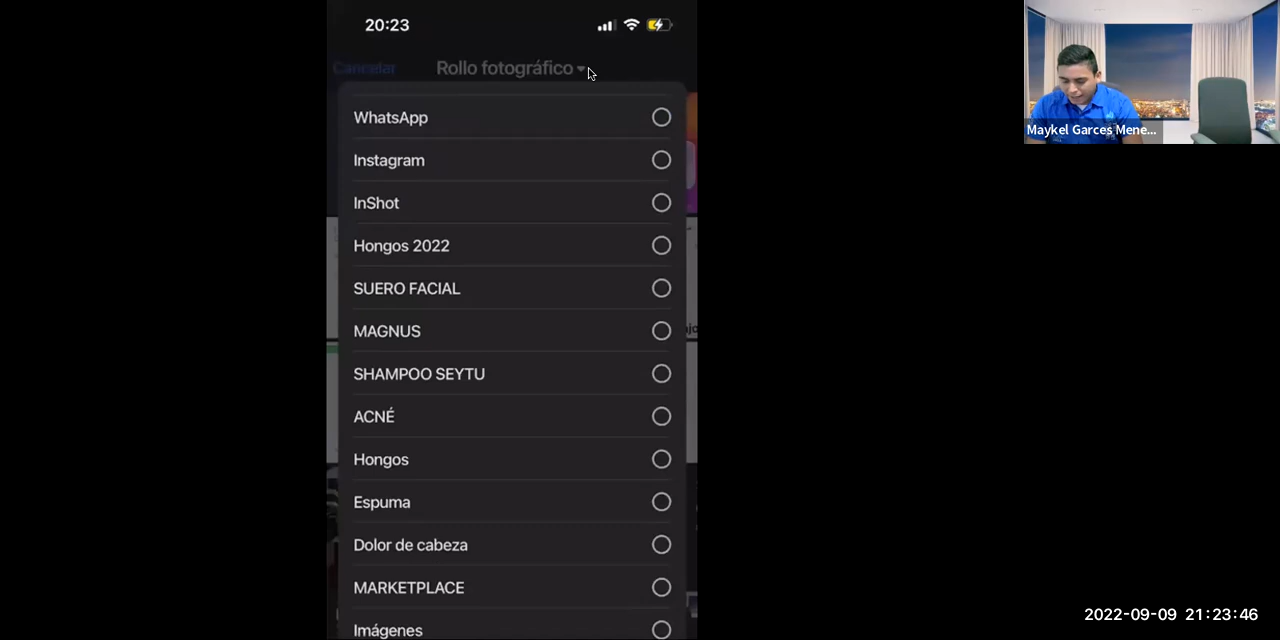 20:23
Cancelar
Rollo fotográfico
WhatsApp
Instagram
InShot
Hongos 2022
SUERO FACIAL
MAGNUS
SHAMPOO SEYTU
ACNÉ
Hongos
Espuma
Dolor de cabeza
MARKETPLACE
Imágenes
Maykel Garces Mene...
2022-09-09 21:23:46